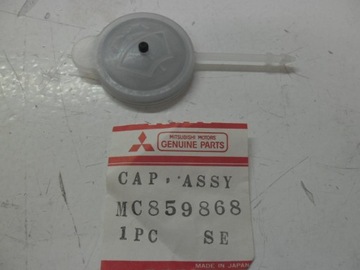 MITSUBISHI MOTORS
GENUINE PARTS
CAP, ASSY
MC859868
1PC SE
MADE IN JAPAN